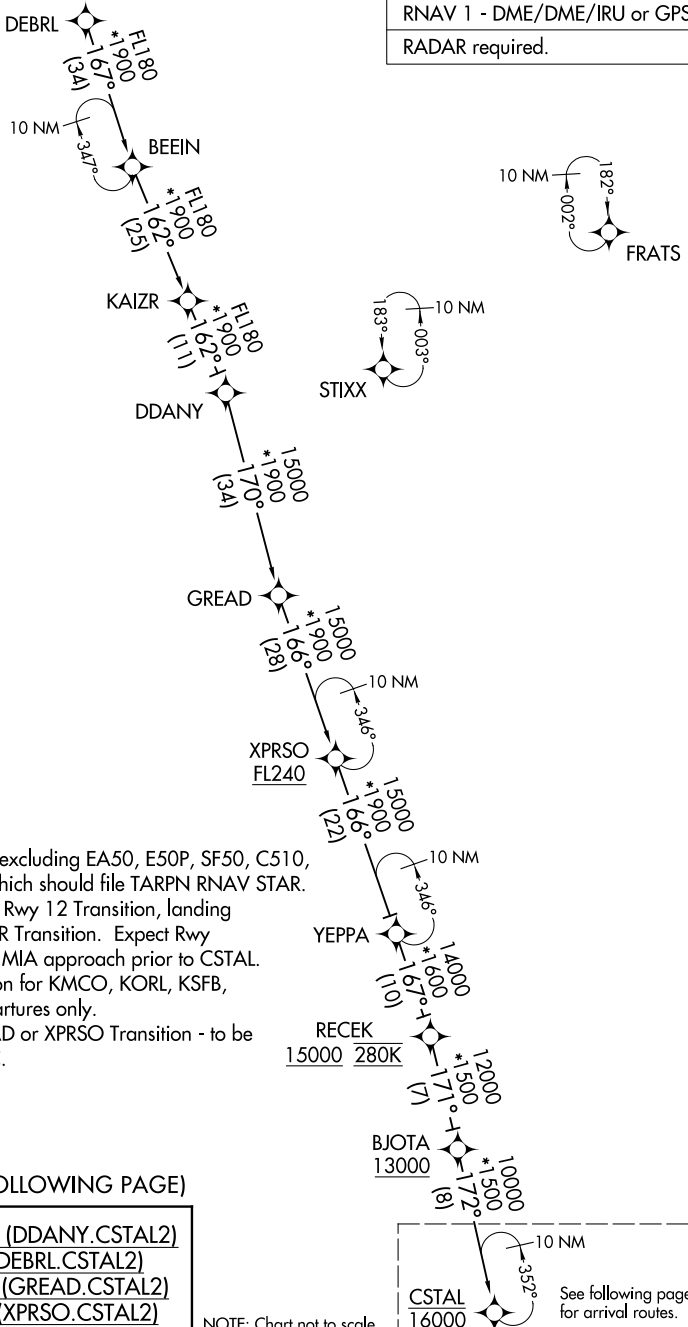 RNAV 1 - DME/DME/IRU or GPS
RADAR required.
DEBRL
FL180
*1900
167°
(34)
10 NM
347°
BEEIN
FL180
*1900
162°
(25)
10 NM
182°
002°
FRATS
KAIZR
FL180
*1900
162°
(11)
10 NM
183°
003°
STIXX
DDANY
15000
*1900
170°
(34)
GREAD
15000
*1900
166°
(28)
10 NM
346°
XPRSO
FL240
15000
*1900
166°
(22)
10 NM
346°
excluding EA50, E50P, SF50, C510,
which should file TARPN RNAV STAR.
Rwy 12 Transition, landing
R Transition. Expect Rwy
MIA approach prior to CSTAL.
on for KMCO, KORL, KSFB,
artures only.
AD or XPRSO Transition - to be
YEPPA
14000
*1600
167°
(10)
RECEK
15000 280K
12000
*1500
171°
(7)
BJOTA
13000
10000
*1500
172°
(8)
OLLOWING PAGE)
(DDANY.CSTAL2)
DEBRL.CSTAL2)
(GREAD.CSTAL2)
XPRSO.CSTAL2)
NOTE: Chart not to scale
10 NM
352°
CSTAL
16000
See following page
for arrival routes.